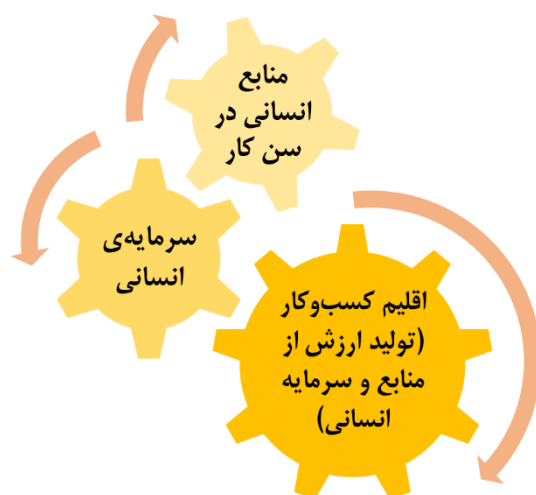 منابع
انسانی در
سن کار
سرمایه‌ی
انسانی
اقلیم کسب‌وکار
(تولید ارزش از
منابع و سرمایه
انسانی)